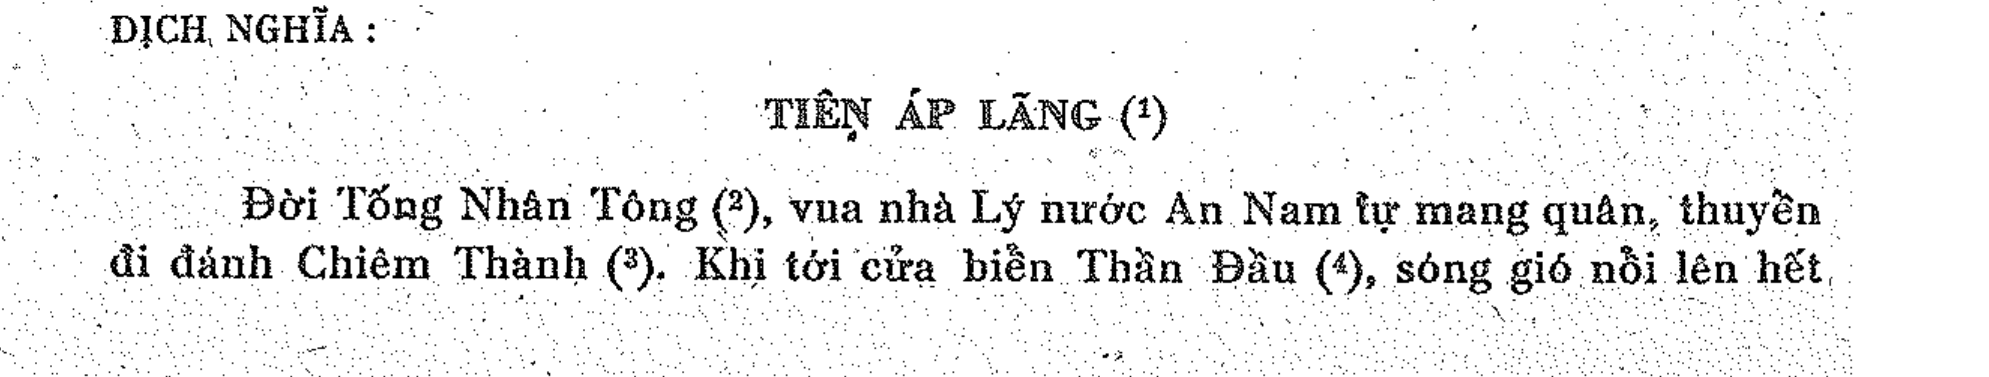 DỊCH NGHĨA :
TIÊN ÁP LÃNG (¹)
Đời Tống Nhân Tông (²), vua nhà Lý nước An Nam tự mang quân, thuyền
đi đánh Chiêm Thành (³). Khi tới cửa biển Thần Đầu (⁴), sóng gió nổi lên hết